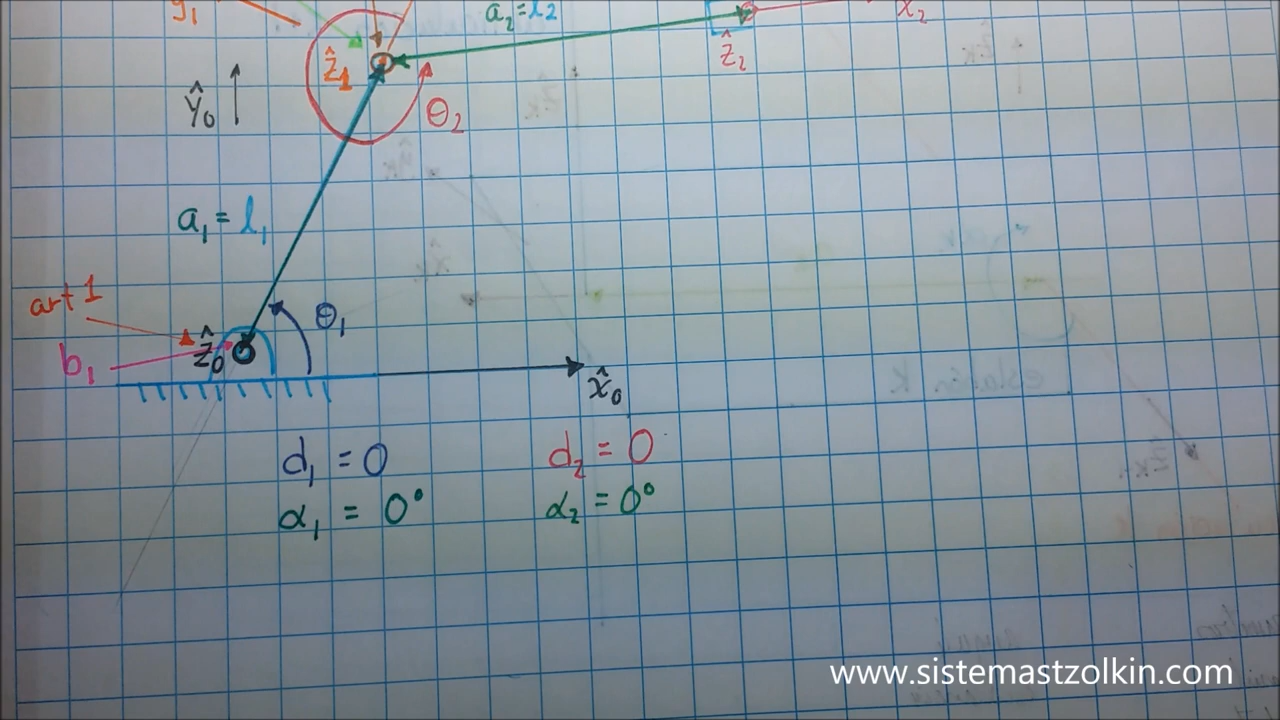 y₁
a₂=l2
x₂
ẑ₁
ẑ₂
ŷ₀
θ₂
a₁ = l₁
art 1
θ₁
b₁
ẑ₀
x̂₀
d₁ = 0
d₂ = 0
α₁ = 0°
α₂ = 0°
www.sistemastzolkin.com